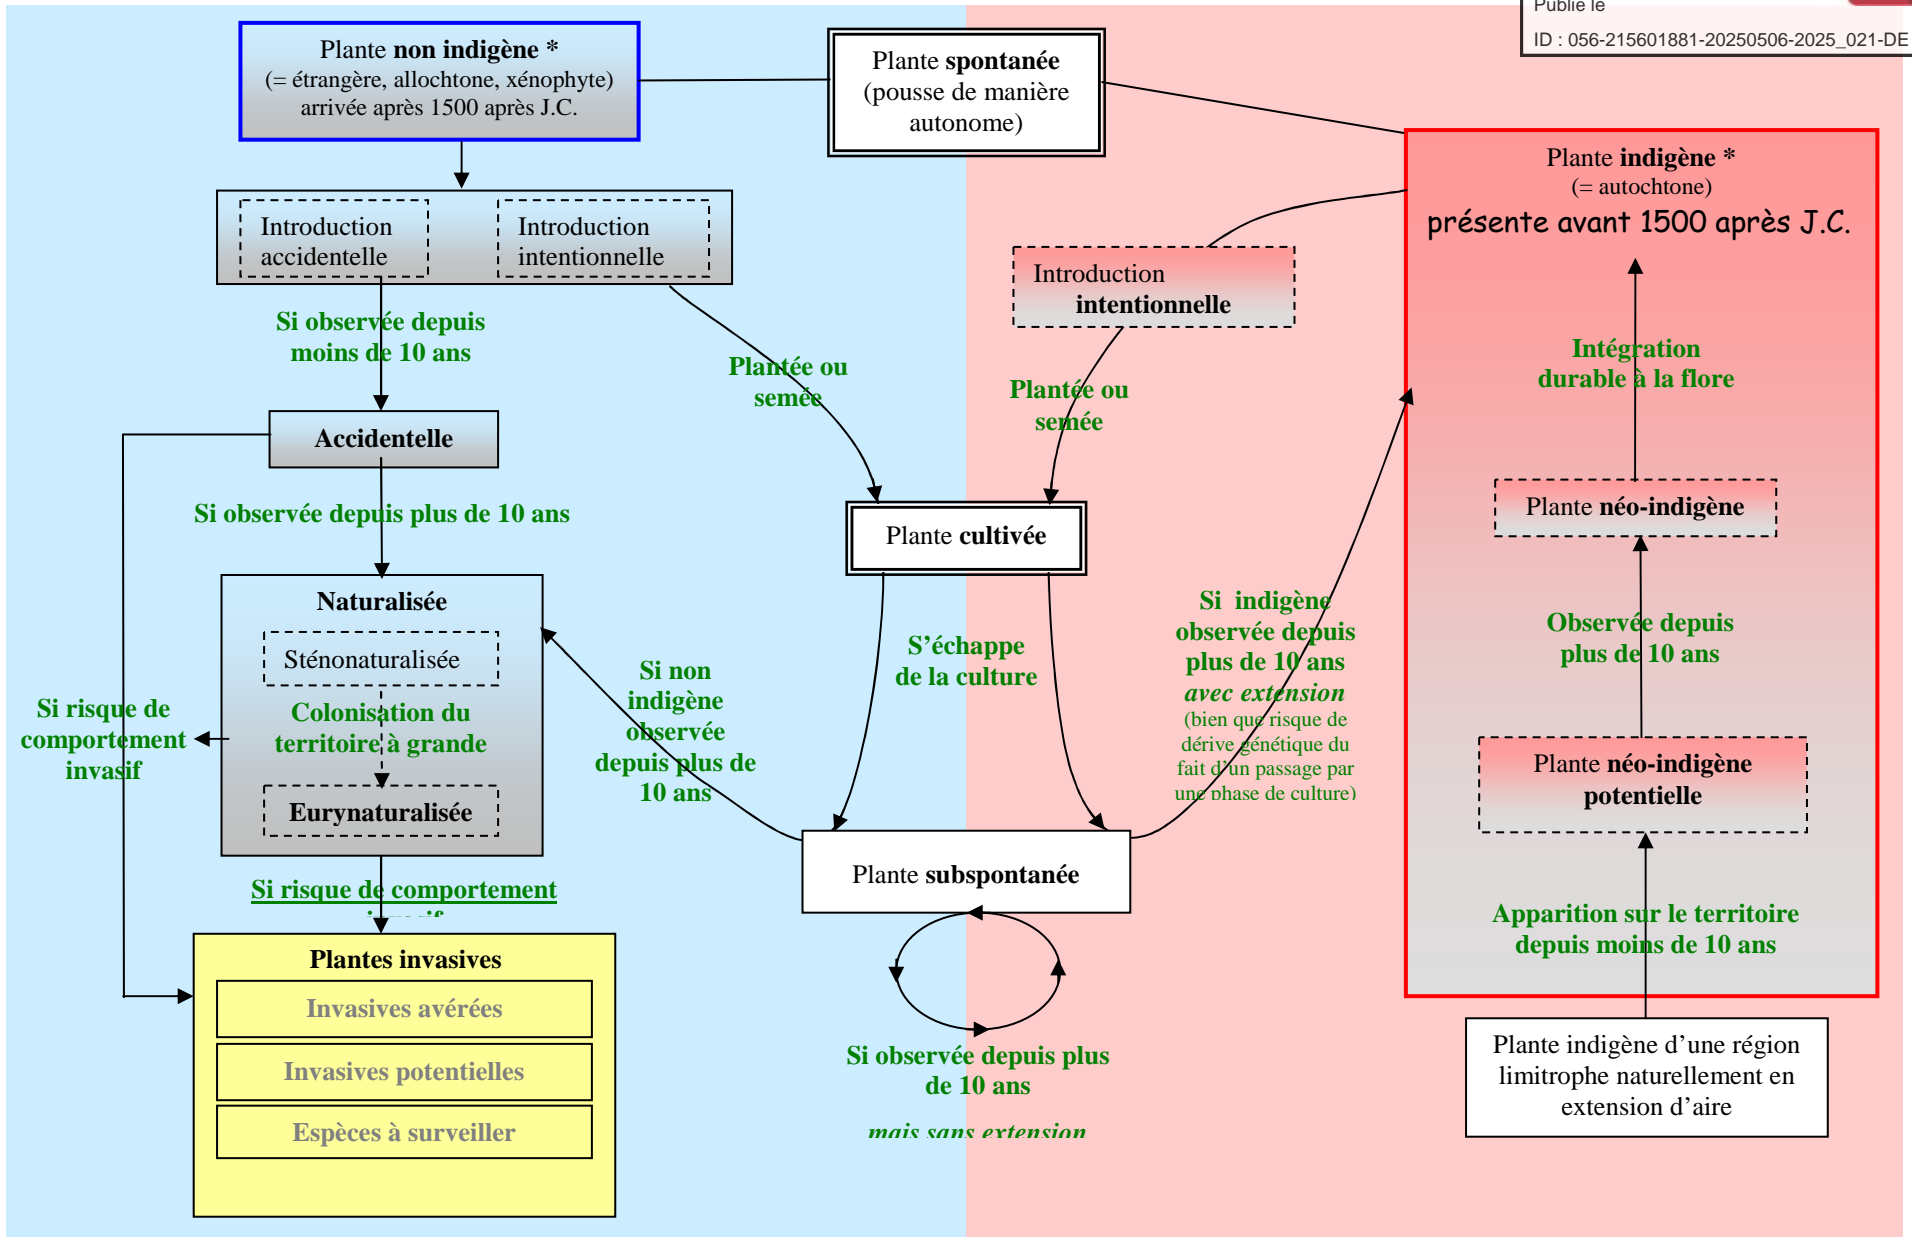 Publié le
ID : 056-215601881-20250506-2025_021-DE
Plante non indigène *
(= étrangère, allochtone, xénophyte)
arrivée après 1500 après J.C.
Plante spontanée
(pousse de manière
autonome)
Plante indigène *
(= autochtone)
présente avant 1500 après J.C.
Introduction
accidentelle
Introduction
intentionnelle
Introduction
intentionnelle
Si observée depuis
moins de 10 ans
Plantée ou
semée
Plantée ou
semée
Intégration
durable à la flore
Accidentelle
Si observée depuis plus de 10 ans
Plante cultivée
Plante néo-indigène
Naturalisée
Sténonaturalisée
Colonisation du
territoire à grande
Eurynaturalisée
Si risque de
comportement
invasif
Si non
indigène
observée
depuis plus de
10 ans
S’échappe
de la culture
Si indigène
observée depuis
plus de 10 ans
avec extension
(bien que risque de
dérive génétique du
fait d’un passage par
une phase de culture)
Observée depuis
plus de 10 ans
Plante néo-indigène
potentielle
Si risque de comportement
invasif
Plante subspontanée
Apparition sur le territoire
depuis moins de 10 ans
Plantes invasives
Invasives avérées
Invasives potentielles
Espèces à surveiller
Si observée depuis plus
de 10 ans
mais sans extension
Plante indigène d’une région
limitrophe naturellement en
extension d’aire